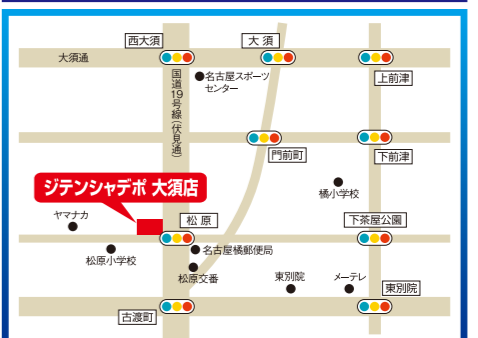 西大須
大須
大須通
上前津
国道19号線(伏見通)
名古屋スポーツ
センター
門前町
下前津
ジテンシャデポ 大須店
橘小学校
ヤマナカ
松原
下茶屋公園
松原小学校
名古屋橘郵便局
松原交番
東別院
メーテレ
東別院
古渡町